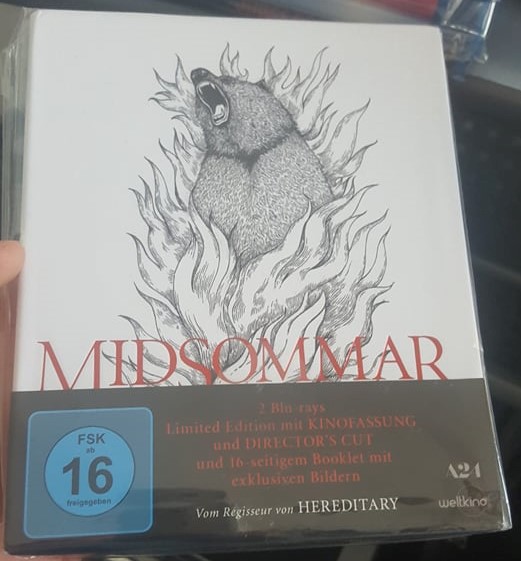 MIDSOMMAR
2 Blu-rays
Limited Edition mit KINOFASSUNG
und DIRECTOR'S CUT
und 16-seitigem Booklet mit
exklusiven Bildern
Vom Regisseur von HEREDITARY
FSK
ab
16
freigegeben
A24
weltkino